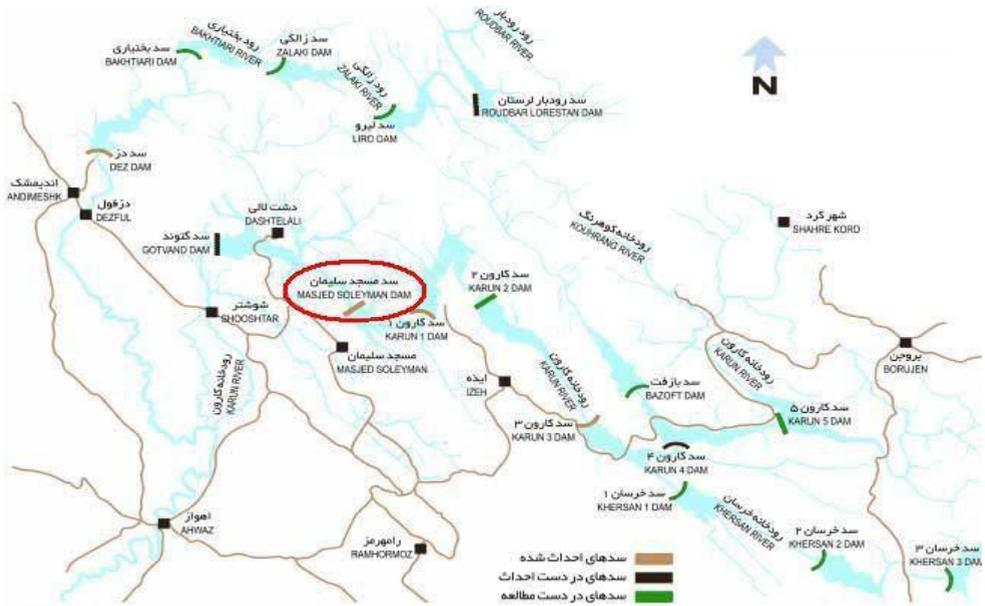 رود رودبار
ROUDBAR RIVER
رود بختیاری
BAKHTIARI RIVER
سد زالکی
ZALAKI DAM
سد بختیاری
BAKHTIARI DAM
رود زالکی
ZALAKI RIVER
N
سد رودبار لرستان
ROUDBAR LORESTAN DAM
سد لیرو
LIRO DAM
سد دز
DEZ DAM
اندیمشک
ANDIMESHK
دزفول
DEZFUL
دشت لالی
DASHTELALI
سد گتوند
GOTVAND DAM
رودخانه کوهرنگ
KOUHRANG RIVER
شهر کرد
SHAHRE KORD
سد مسجد سلیمان
MASJED SOLEYMAN DAM
سد کارون ۲
KARUN 2 DAM
شوشتر
SHOOSHTAR
سد کارون ۱
KARUN 1 DAM
مسجد سلیمان
MASJED SOLEYMAN
رودخانه کارون
KARUN RIVER
ایذه
IZEH
رودخانه کارون
KARUN RIVER
سد بازفت
BAZOFT DAM
رودخانه کارون
KARUN RIVER
بروجن
BORUJEN
سد کارون ۵
KARUN 5 DAM
سد کارون ۳
KARUN 3 DAM
سد کارون ۴
KARUN 4 DAM
سد خرسان ۱
KHERSAN 1 DAM
رودخانه خرسان
KHERSAN RIVER
اهواز
AHWAZ
رامهرمز
RAMHORMOZ
سد خرسان ۲
KHERSAN 2 DAM
سد خرسان ۳
KHERSAN 3 DAM
سدهای احداث شده
سدهای در دست احداث
سدهای در دست مطالعه